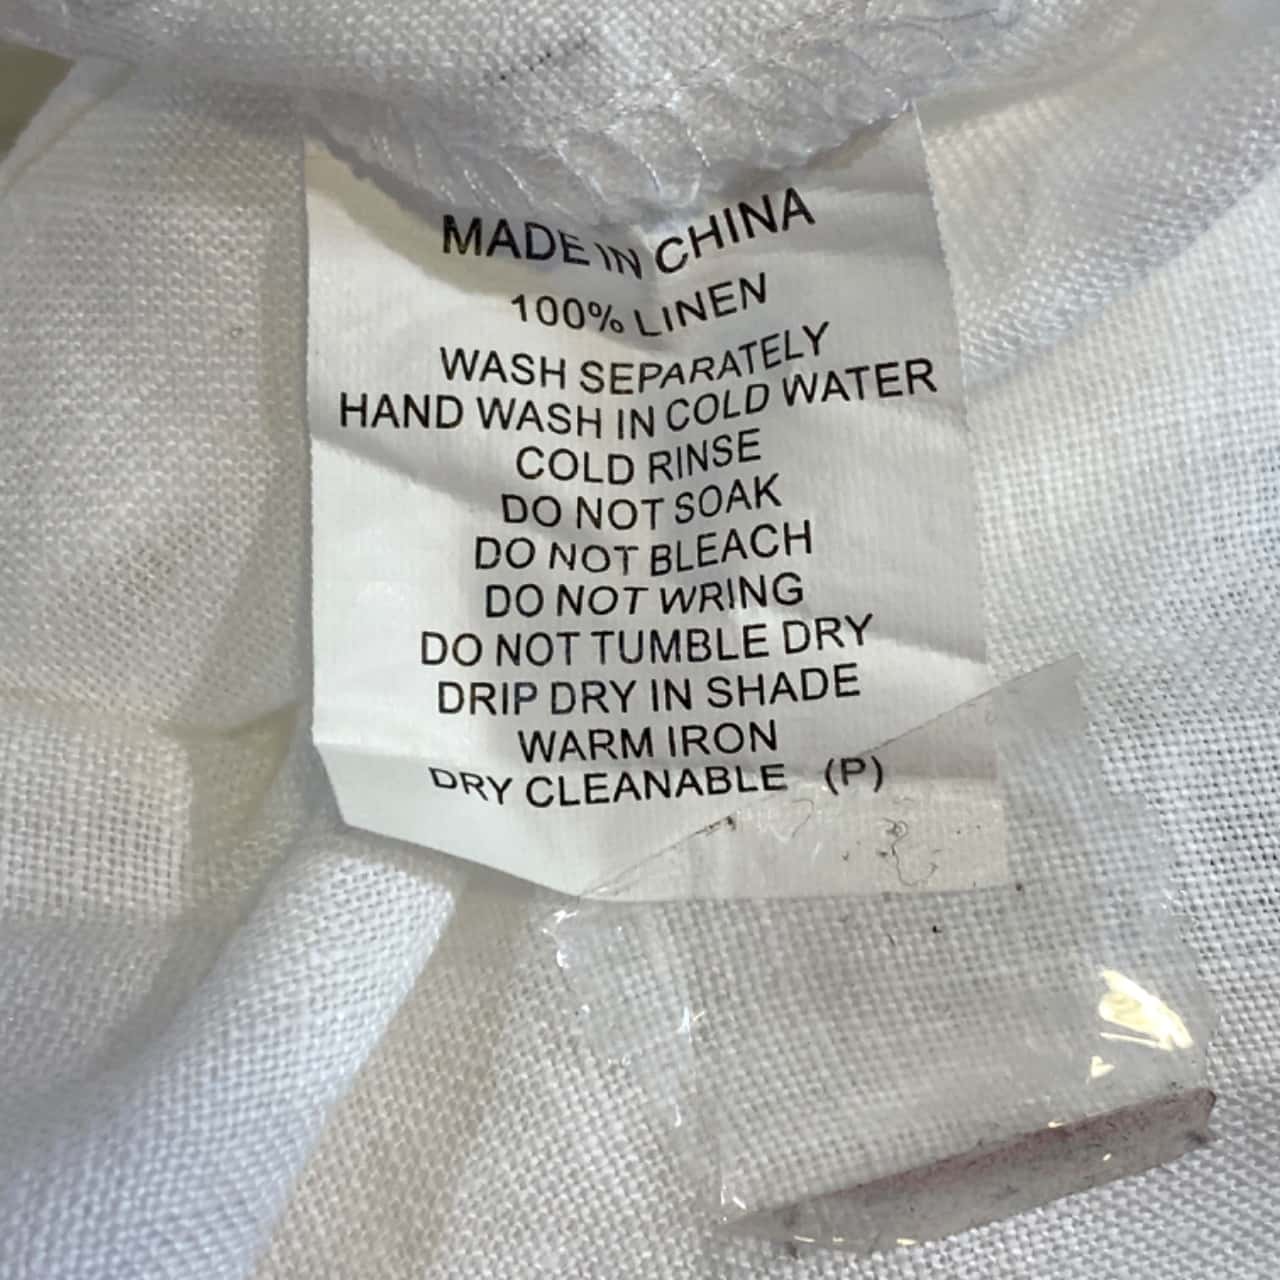 MADE IN CHINA
100% LINEN
WASH SEPARATELY
HAND WASH IN COLD WATER
COLD RINSE
DO NOT SOAK
DO NOT BLEACH
DO NOT WRING
DO NOT TUMBLE DRY
DRIP DRY IN SHADE
WARM IRON
DRY CLEANABLE (P)